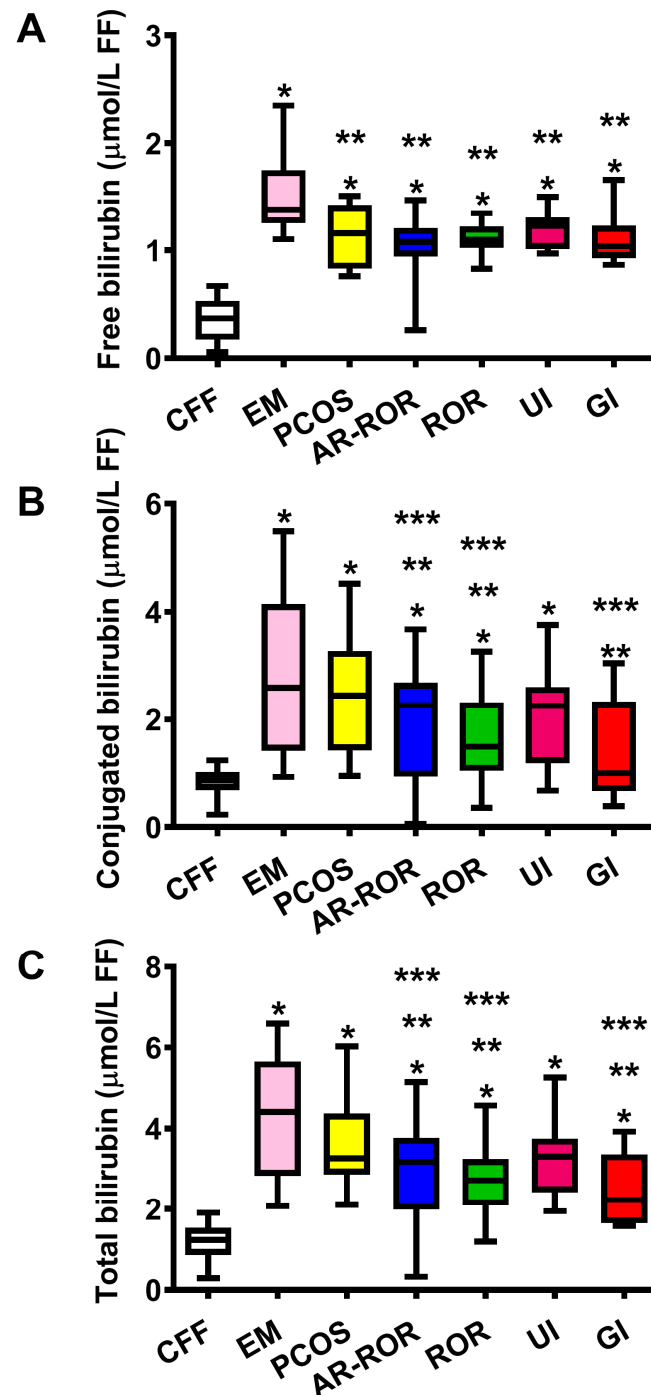 A
Free bilirubin (μmol/L FF)
3
2
1
0
*
** ** ** ** **
* * * * *
CFF EM PCOS AR-ROR ROR UI GI
B
Conjugated bilirubin (μmol/L FF)
6
4
2
0
* *** ***
* ** ** * ***
* * **
CFF EM PCOS AR-ROR ROR UI GI
C
Total bilirubin (μmol/L FF)
8
6
4
2
0
*** *** ***
* * ** ** * **
* * *
CFF EM PCOS AR-ROR ROR UI GI